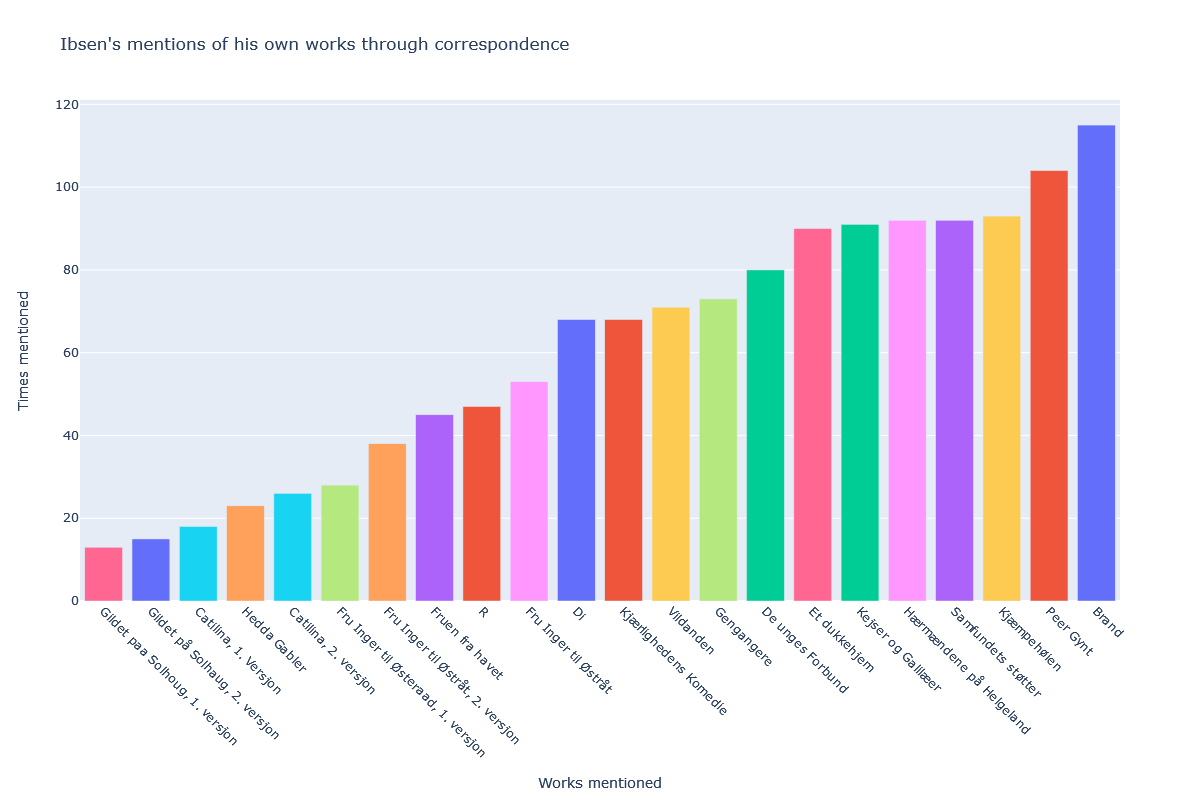 Ibsen's mentions of his own works through correspondence
Times mentioned
120
100
80
60
40
20
0
Gildet paa Solhoug, 1. versjon
Gildet på Solhaug, 2. versjon
Catilina, 1. Versjon
Hedda Gabler
Catilina, 2. versjon
Fru Inger til Østeraad, 1. versjon
Fru Inger til Østråt, 2. versjon
Fruen fra havet
R
Fru Inger til Østråt
Di
Kjærlighedens Komedie
Vildanden
Gengangere
De unges Forbund
Et dukkehjem
Kejser og Galilæer
Hærmændene på Helgeland
Samfundets støtter
Kjæmpehøien
Peer Gynt
Brand
Works mentioned